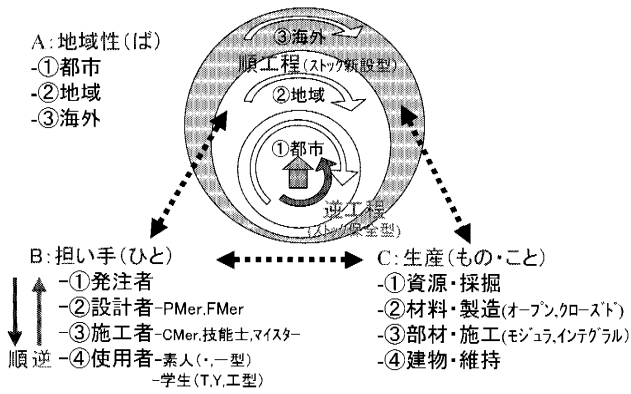 A:地域性(ば)
-①都市
-②地域
-③海外
③海外
順工程(ストック新設型)
②地域
①都市
逆工程
(ストック保全型)
B:担い手(ひと)
-①発注者
-②設計者-PMer,FMer
-③施工者-CMer,技能士,マイスター
-④使用者-素人(・,一型)
-学生(T,Y,工型)
順 逆
C:生産(もの・こと)
-①資源・採掘
-②材料・製造(オープン,クローズド)
-③部材・施工(モジュラ,インテグラル)
-④建物・維持